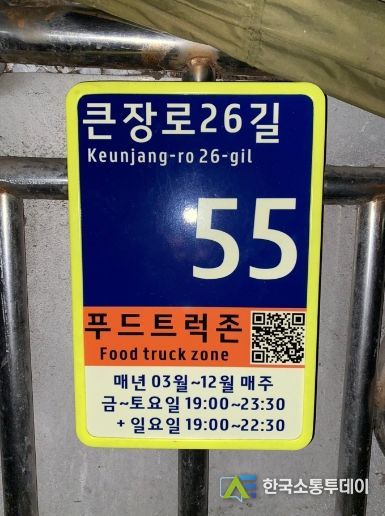 큰장로26길
Keunjang-ro 26-gil
55
푸드트럭존
Food truck zone
매년 03월~12월 매주
금~토요일 19:00~23:30
+ 일요일 19:00~22:30
한국소통투데이